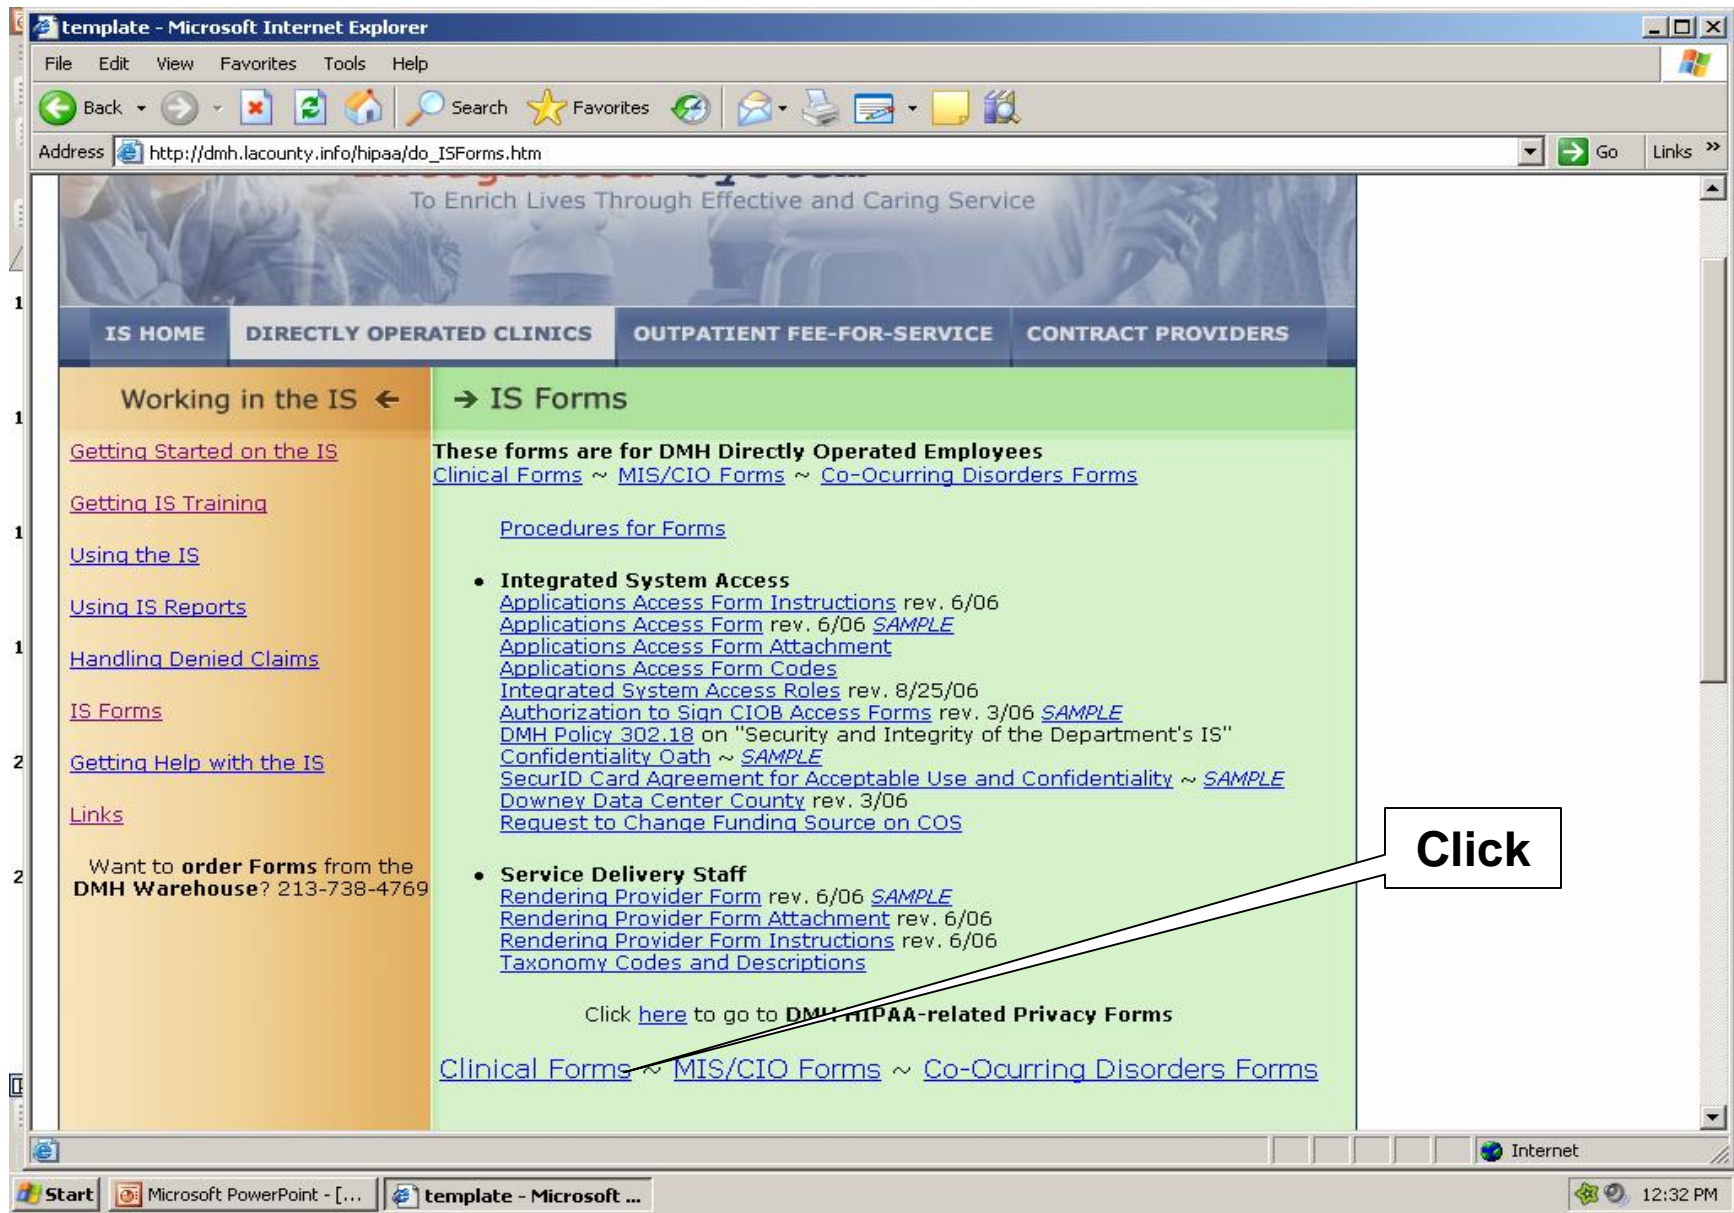 template - Microsoft Internet Explorer
File Edit View Favorites Tools Help
Back Search Favorites
Address http://dmh.lacounty.info/hipaa/do_ISForms.htm Go Links »
Integrated System
To Enrich Lives Through Effective and Caring Service
IS HOME DIRECTLY OPERATED CLINICS OUTPATIENT FEE-FOR-SERVICE CONTRACT PROVIDERS
Working in the IS ←
Getting Started on the IS
Getting IS Training
Using the IS
Using IS Reports
Handling Denied Claims
IS Forms
Getting Help with the IS
Links
Want to order Forms from the
DMH Warehouse? 213-738-4769
→ IS Forms
These forms are for DMH Directly Operated Employees
Clinical Forms ~ MIS/CIO Forms ~ Co-Ocurring Disorders Forms
Procedures for Forms
• Integrated System Access
Applications Access Form Instructions rev. 6/06
Applications Access Form rev. 6/06 SAMPLE
Applications Access Form Attachment
Applications Access Form Codes
Integrated System Access Roles rev. 8/25/06
Authorization to Sign CIOB Access Forms rev. 3/06 SAMPLE
DMH Policy 302.18 on "Security and Integrity of the Department's IS"
Confidentiality Oath ~ SAMPLE
SecurID Card Agreement for Acceptable Use and Confidentiality ~ SAMPLE
Downey Data Center County rev. 3/06
Request to Change Funding Source on COS
• Service Delivery Staff
Rendering Provider Form rev. 6/06 SAMPLE
Rendering Provider Form Attachment rev. 6/06
Rendering Provider Form Instructions rev. 6/06
Taxonomy Codes and Descriptions
Click here to go to DMH HIPAA-related Privacy Forms
Clinical Forms ~ MIS/CIO Forms ~ Co-Ocurring Disorders Forms
Click
1
1
1
1
2
2
Internet
Start Microsoft PowerPoint - [... template - Microsoft ... 12:32 PM